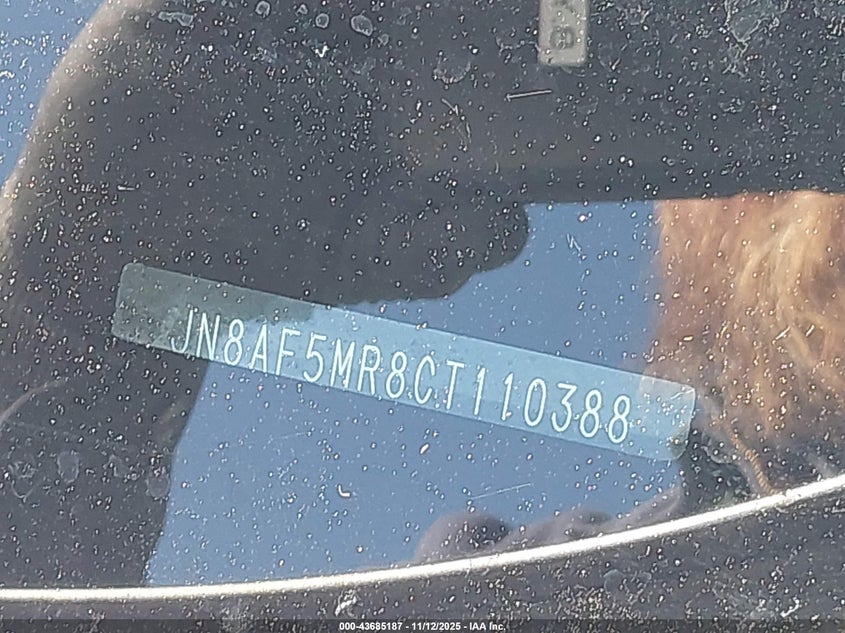 JN8AF5MR8CT110388
000-43685187 - 11/12/2025 - IAA Inc.